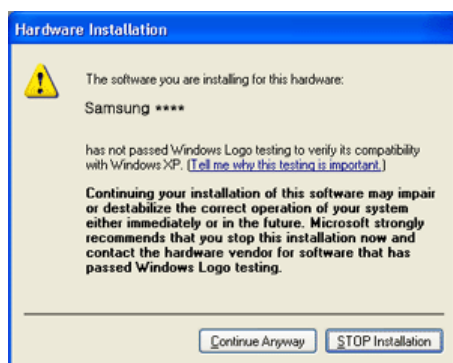 Hardware Installation
The software you are installing for this hardware:
Samsung ****
has not passed Windows Logo testing to verify its compatibility
with Windows XP. (Tell me why this testing is important.)
Continuing your installation of this software may impair
or destabilize the correct operation of your system
either immediately or in the future. Microsoft strongly
recommends that you stop this installation now and
contact the hardware vendor for software that has
passed Windows Logo testing.
Continue Anyway STOP Installation